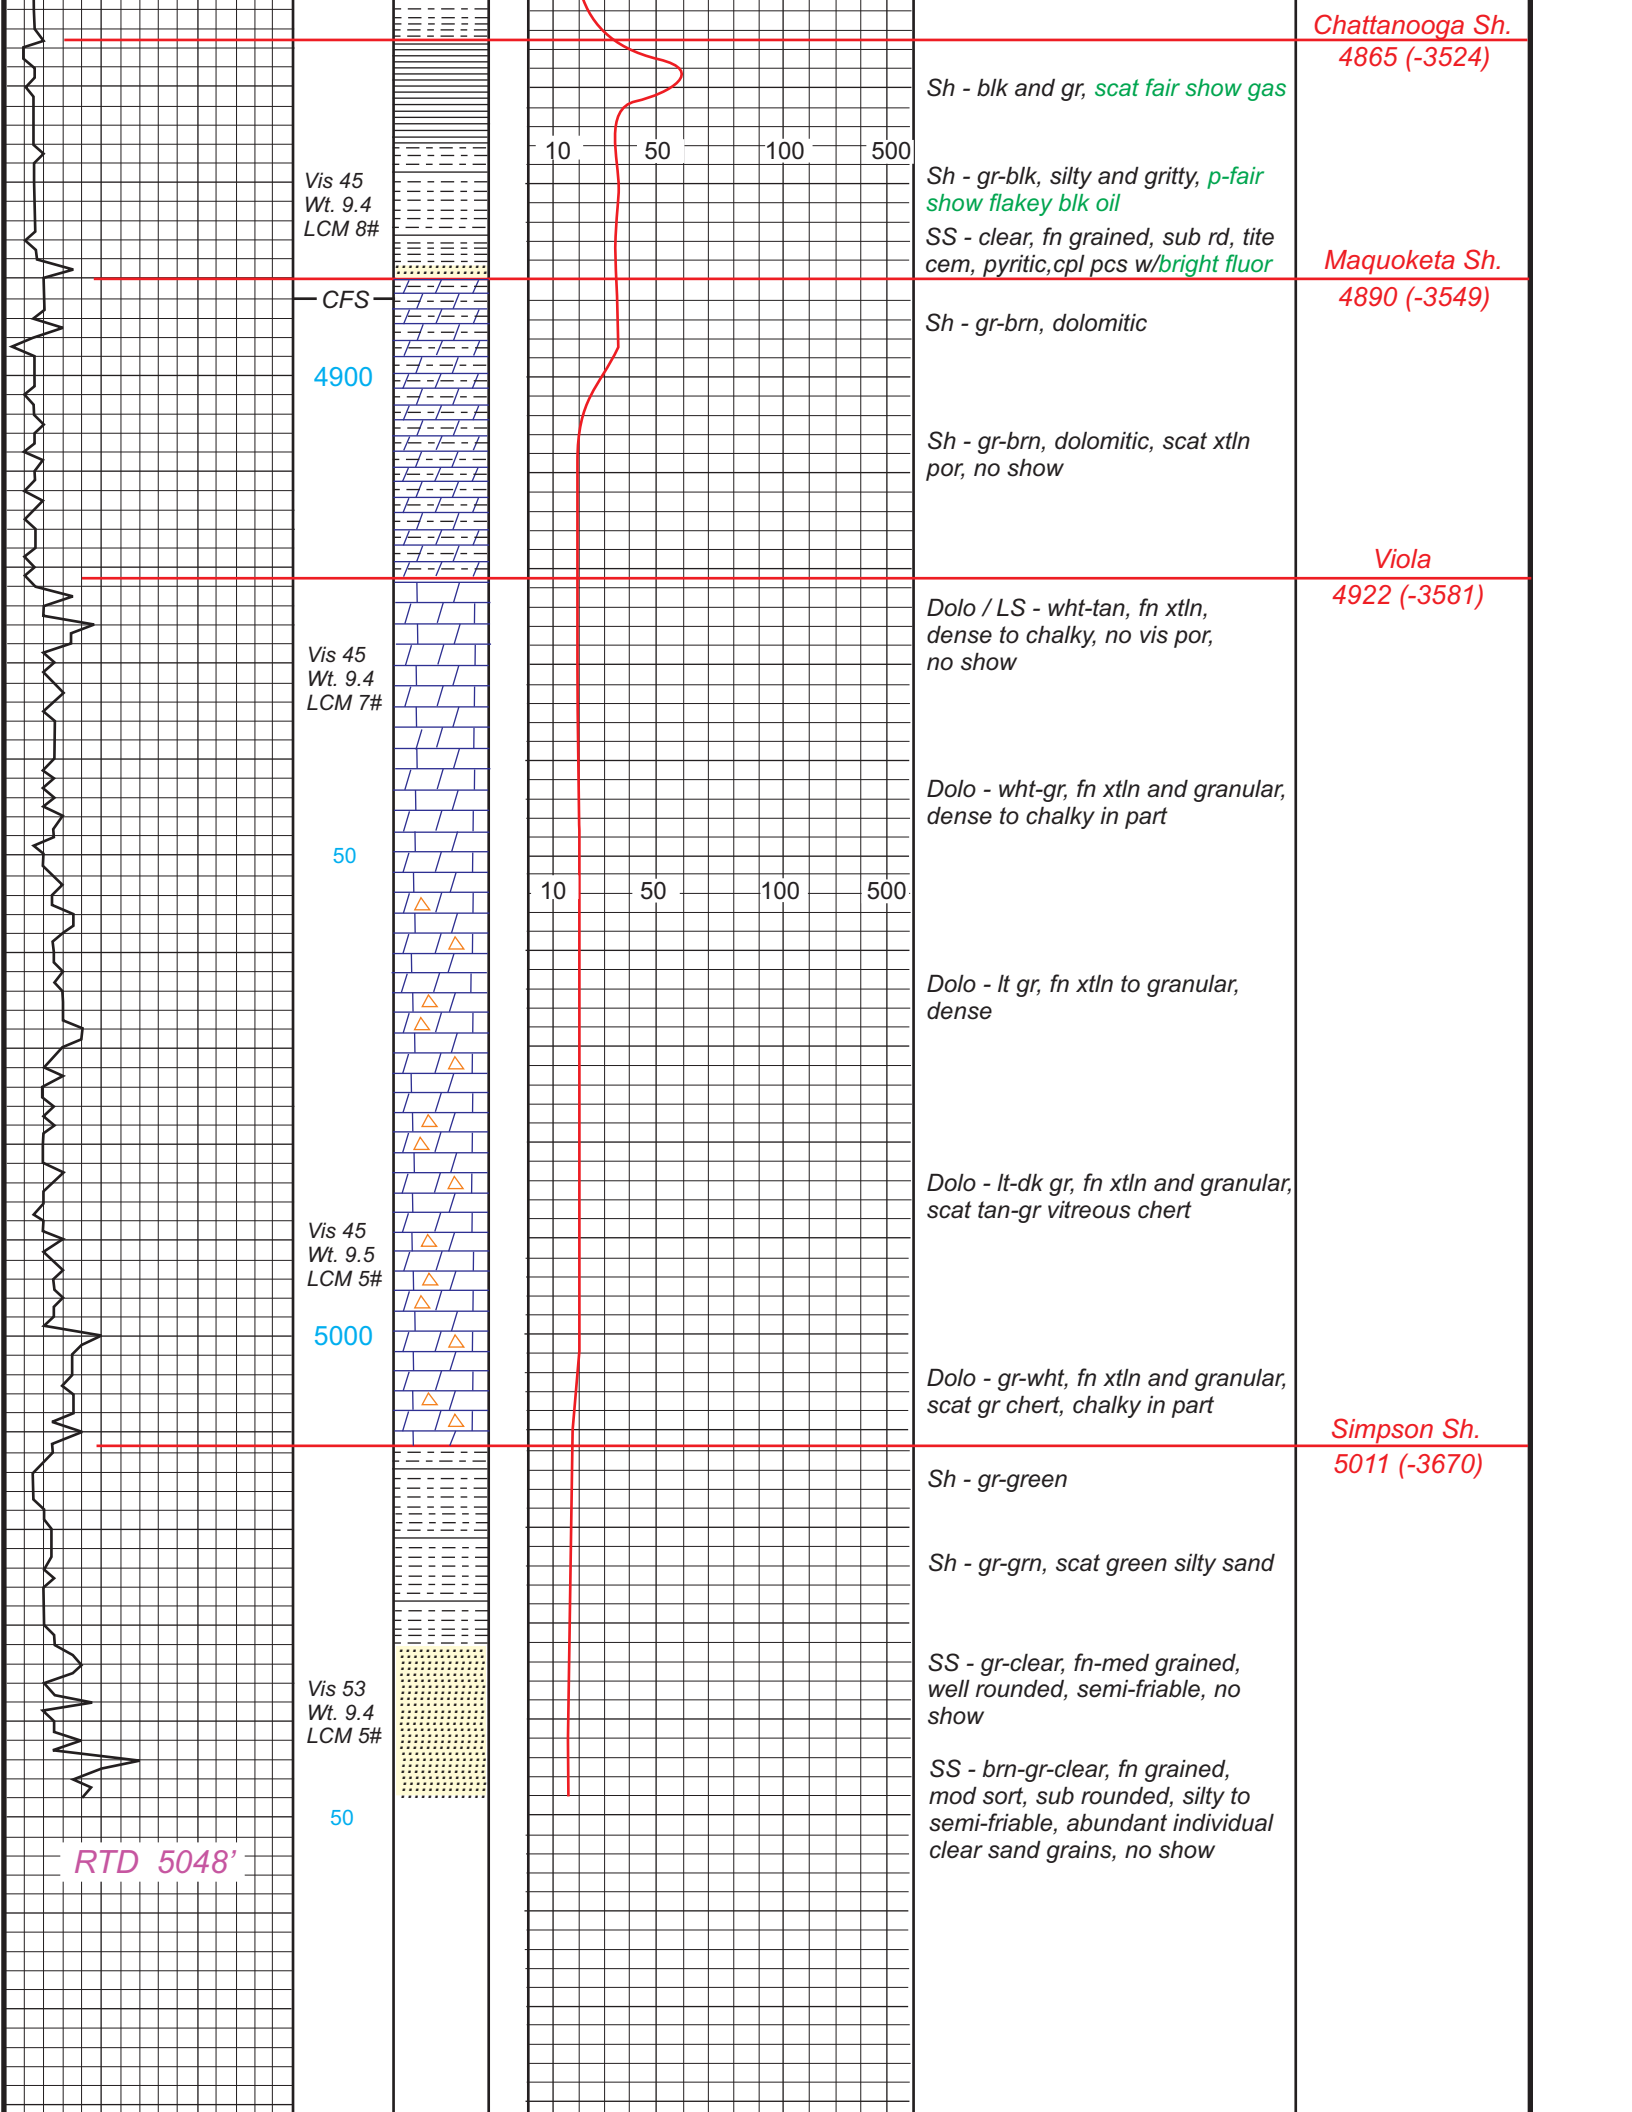 Chattanooga Sh.
4865 (-3524)
Sh - blk and gr, scat fair show gas
10 50 100 500
Vis 45
Wt. 9.4
LCM 8#
Sh - gr-blk, silty and gritty, p-fair
show flakey blk oil
SS - clear, fn grained, sub rd, tite
cem, pyritic,cpl pcs w/bright fluor
Maquoketa Sh.
4890 (-3549)
CFS
Sh - gr-brn, dolomitic
4900
Sh - gr-brn, dolomitic, scat xtln
por, no show
Viola
4922 (-3581)
Dolo / LS - wht-tan, fn xtln,
dense to chalky, no vis por,
no show
Vis 45
Wt. 9.4
LCM 7#
Dolo - wht-gr, fn xtln and granular,
dense to chalky in part
50
10 50 100 500
Dolo - lt gr, fn xtln to granular,
dense
Dolo - lt-dk gr, fn xtln and granular,
scat tan-gr vitreous chert
Vis 45
Wt. 9.5
LCM 5#
5000
Dolo - gr-wht, fn xtln and granular,
scat gr chert, chalky in part
Simpson Sh.
5011 (-3670)
Sh - gr-green
Sh - gr-grn, scat green silty sand
SS - gr-clear, fn-med grained,
well rounded, semi-friable, no
show
Vis 53
Wt. 9.4
LCM 5#
SS - brn-gr-clear, fn grained,
mod sort, sub rounded, silty to
semi-friable, abundant individual
clear sand grains, no show
50
RTD 5048’